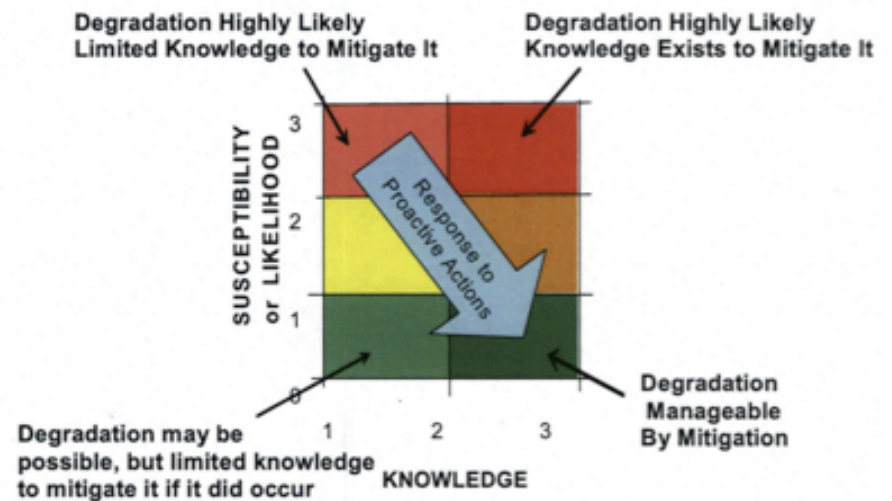 Degradation Highly Likely
Limited Knowledge to Mitigate It
Degradation Highly Likely
Knowledge Exists to Mitigate It
SUSCEPTIBILITY
or LIKELIHOOD
3
2
1
0
Response to
Proactive Actions
Degradation may be
possible, but limited knowledge
to mitigate it if it did occur
1
2
3
KNOWLEDGE
Degradation
Manageable
By Mitigation